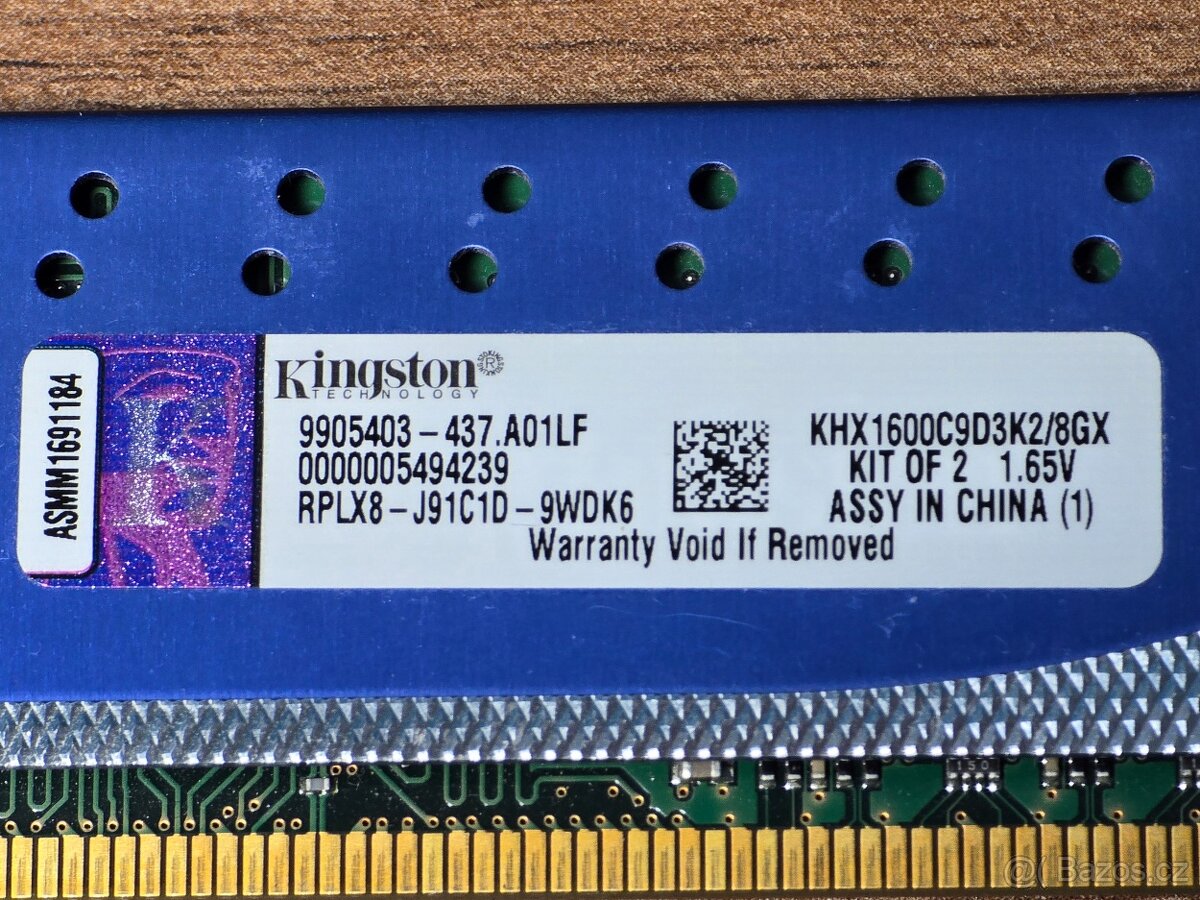 ASMM1691184
Kingston
TECHNOLOGY
9905403-437.A01LF
0000005494239
RPLX8-J91C1D-9WDK6
KHX1600C9D3K2/8GX
KIT OF 2 1.65V
ASSY IN CHINA (1)
Warranty Void If Removed
150
@( Bazos.cz